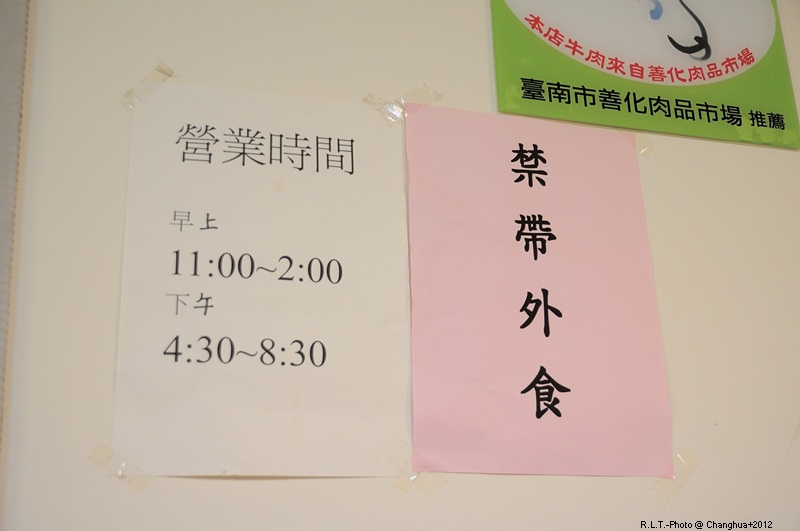 營業時間
早上
11:00~2:00
下午
4:30~8:30
禁帶外食
本店牛肉來自善化肉品市場
臺南市善化肉品市場 推薦
R.L.T.-Photo @ Changhua+2012